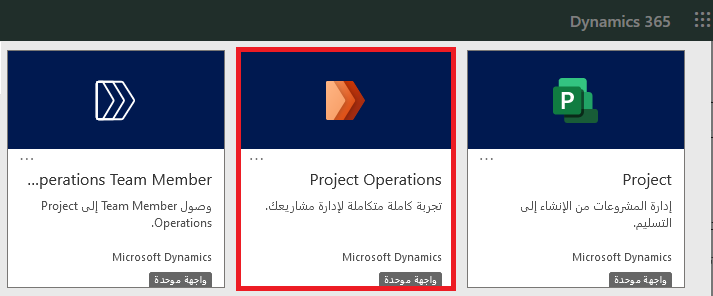 Dynamics 365
Project
إدارة المشروعات من الإنشاء إلى
التسليم.
Microsoft Dynamics
واجهة موحدة
Project Operations
تجربة كاملة متكاملة لإدارة مشاريعك.
Microsoft Dynamics
واجهة موحدة
...perations Team Member
وصول Team Member إلى Project
Operations.
Microsoft Dynamics
واجهة موحدة